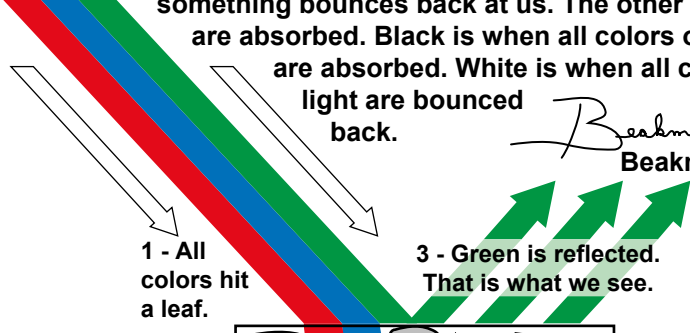 something bounces back at us. The other
are absorbed. Black is when all colors
are absorbed. White is when all
light are bounced
back.
Beakm
Beakm
1 - All
colors hit
a leaf.
3 - Green is reflected.
That is what we see.